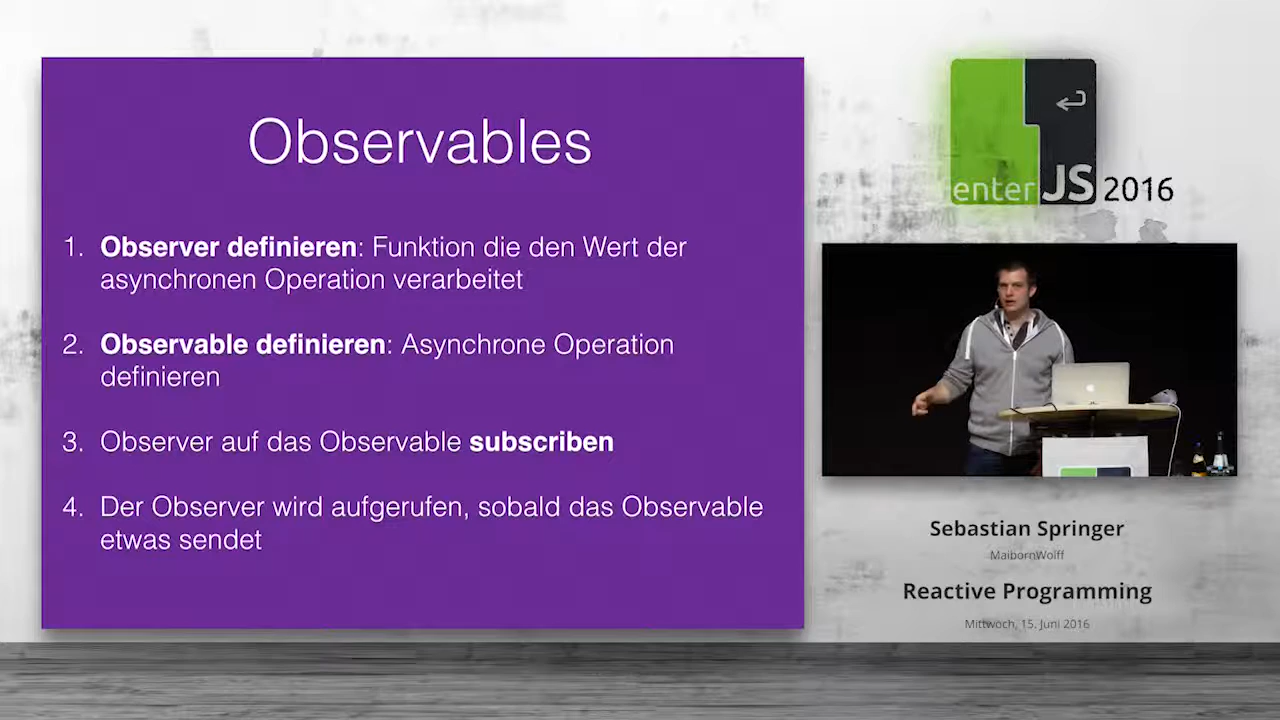 Observables
1. Observer definieren: Funktion die den Wert der
asynchronen Operation verarbeitet
2. Observable definieren: Asynchrone Operation
definieren
3. Observer auf das Observable subscriben
4. Der Observer wird aufgerufen, sobald das Observable
etwas sendet
enterJS 2016
Sebastian Springer
MaibornWolff
Reactive Programming
Mittwoch, 15. Juni 2016